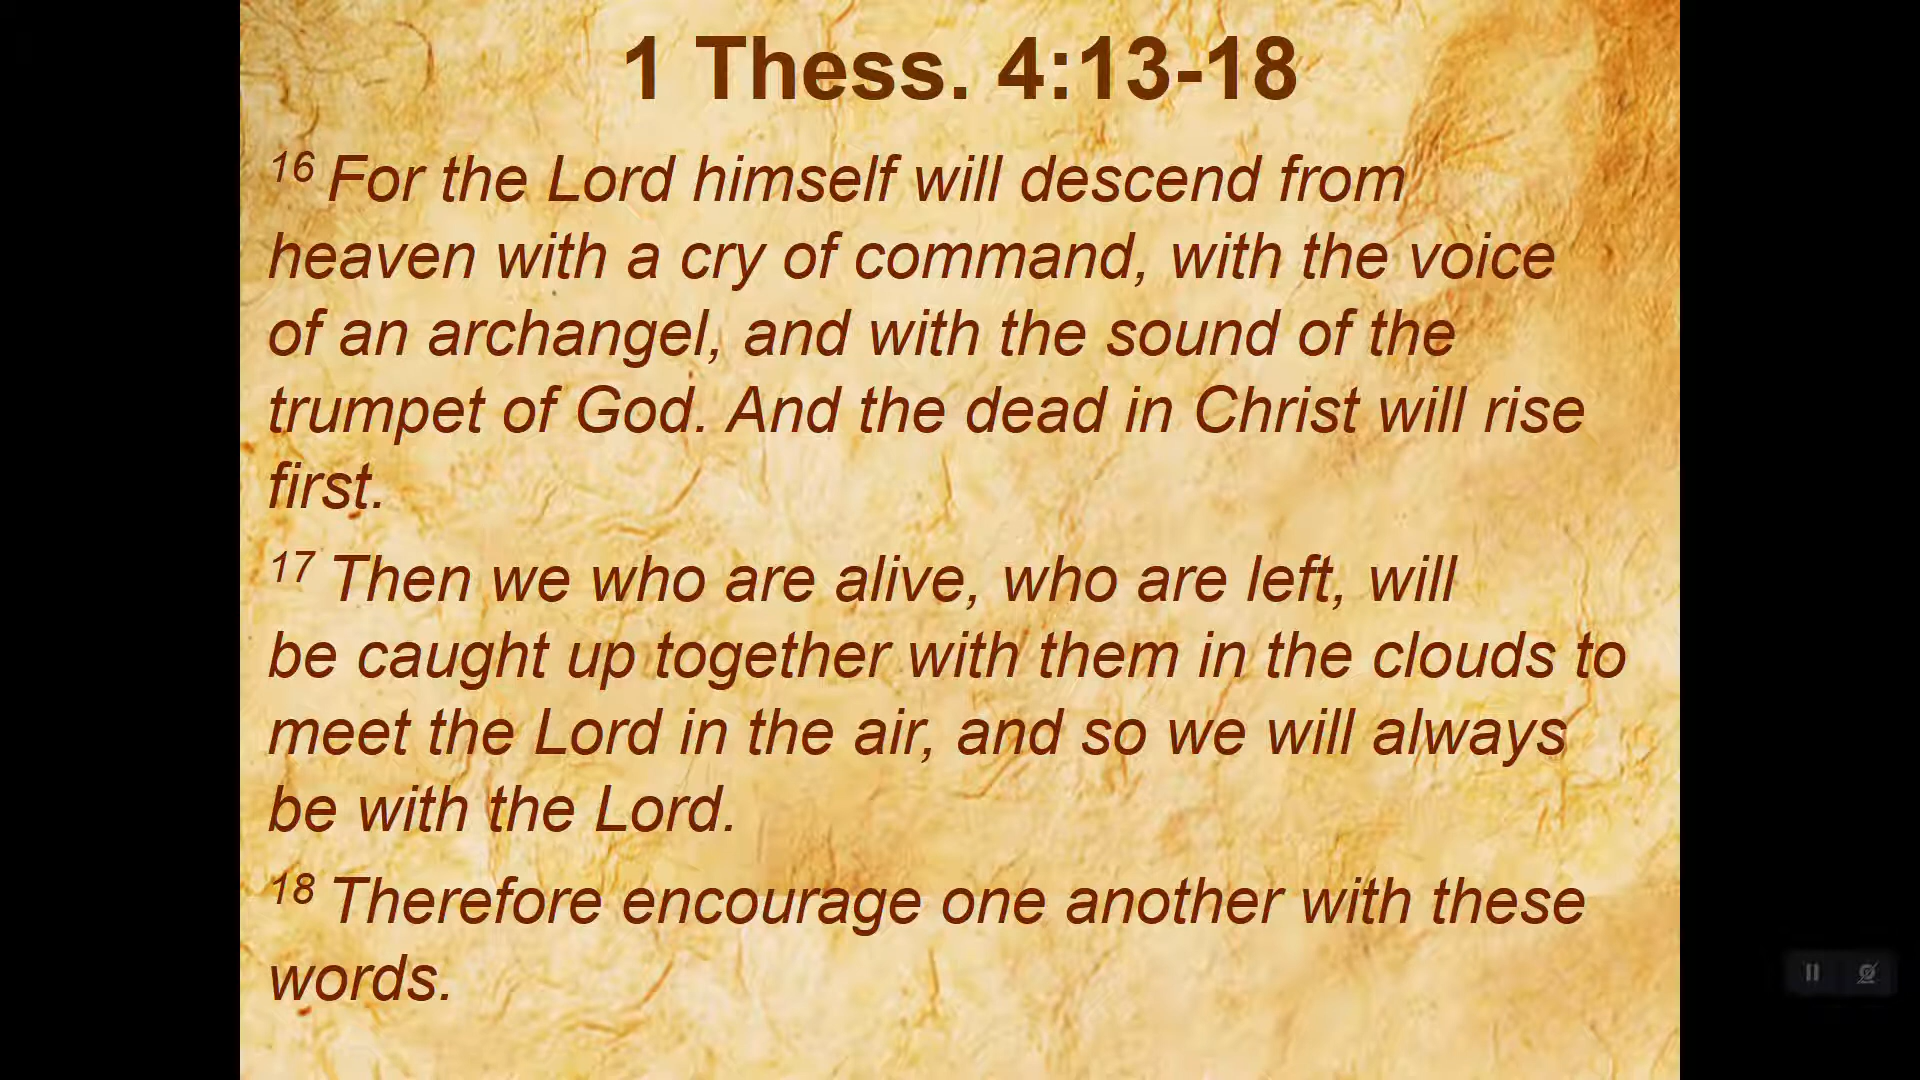 1 Thess. 4:13-18
16 For the Lord himself will descend from
heaven with a cry of command, with the voice
of an archangel, and with the sound of the
trumpet of God. And the dead in Christ will rise
first.
17 Then we who are alive, who are left, will
be caught up together with them in the clouds to
meet the Lord in the air, and so we will always
be with the Lord.
18 Therefore encourage one another with these
words.